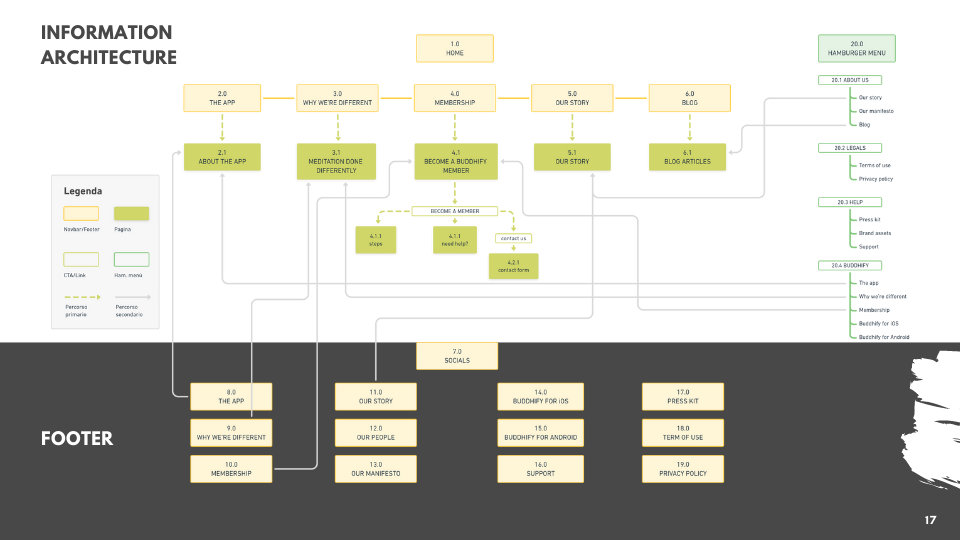 INFORMATION
ARCHITECTURE
1.0
HOME
20.0
HAMBURGER MENU
2.0
THE APP
3.0
WHY WE'RE DIFFERENT
4.0
MEMBERSHIP
5.0
OUR STORY
6.0
BLOG
2.1
ABOUT THE APP
3.1
MEDITATION DONE
DIFFERENTLY
4.1
BECOME A BUDDHIFY
MEMBER
5.1
OUR STORY
6.1
BLOG ARTICLES
BECOME A MEMBER
4.1.1
steps
4.1.1
need help?
contact us
4.2.1
contact form
20.1 ABOUT US
Our story
Our manifesto
Blog
20.2 LEGALS
Terms of use
Privacy policy
20.3 HELP
Press kit
Brand assets
Support
20.4 BUDDHIFY
The app
Why we're different
Membership
Buddhify for iOS
Buddhify for Android
Legenda
Navbar/Footer
Pagina
CTA/Link
Ham. menù
Percorso
primario
Percorso
secondario
7.0
SOCIALS
FOOTER
8.0
THE APP
9.0
WHY WE'RE DIFFERENT
10.0
MEMBERSHIP
11.0
OUR STORY
12.0
OUR PEOPLE
13.0
OUR MANIFESTO
14.0
BUDDHIFY FOR iOS
15.0
BUDDHIFY FOR ANDROID
16.0
SUPPORT
17.0
PRESS KIT
18.0
TERM OF USE
19.0
PRIVACY POLICY
17